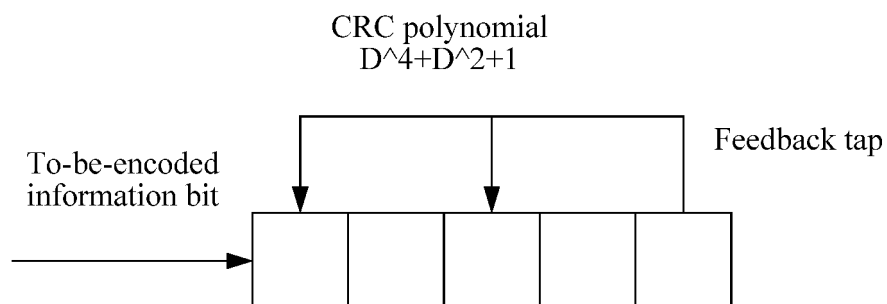 CRC polynomial
D^4+D^2+1
Feedback tap
To-be-encoded
information bit